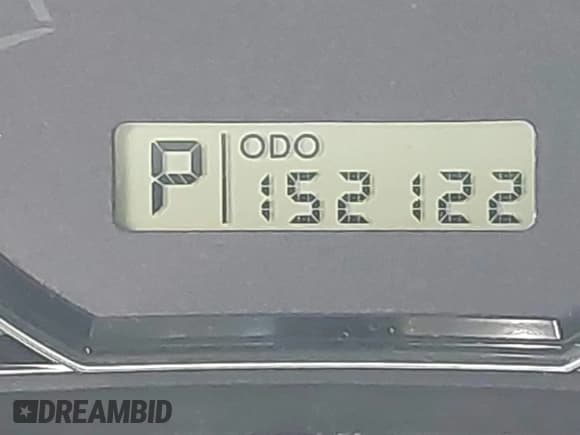 P
ODO
152122
DREAMBID